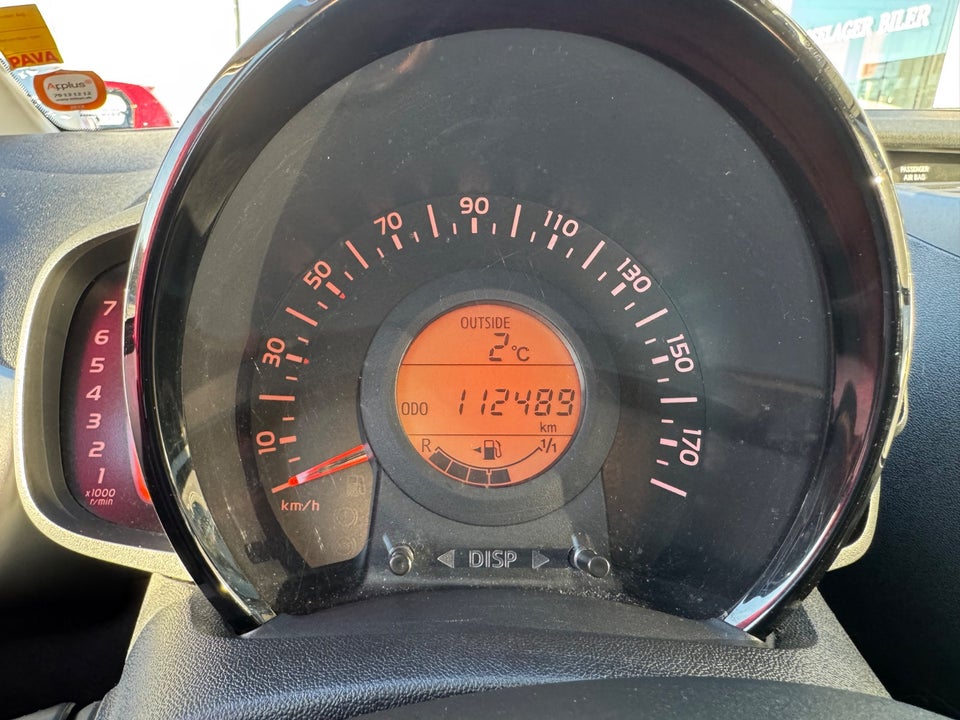 PAVA
Applus
ELAGER BILER
PASSENGER
AIR BAG
7
6
5
4
3
2
1
x1000
r/min
10
30
50
70
90
110
130
150
170
km/h
OUTSIDE
2°C
ODO 112489
km
R 1/1
DISP